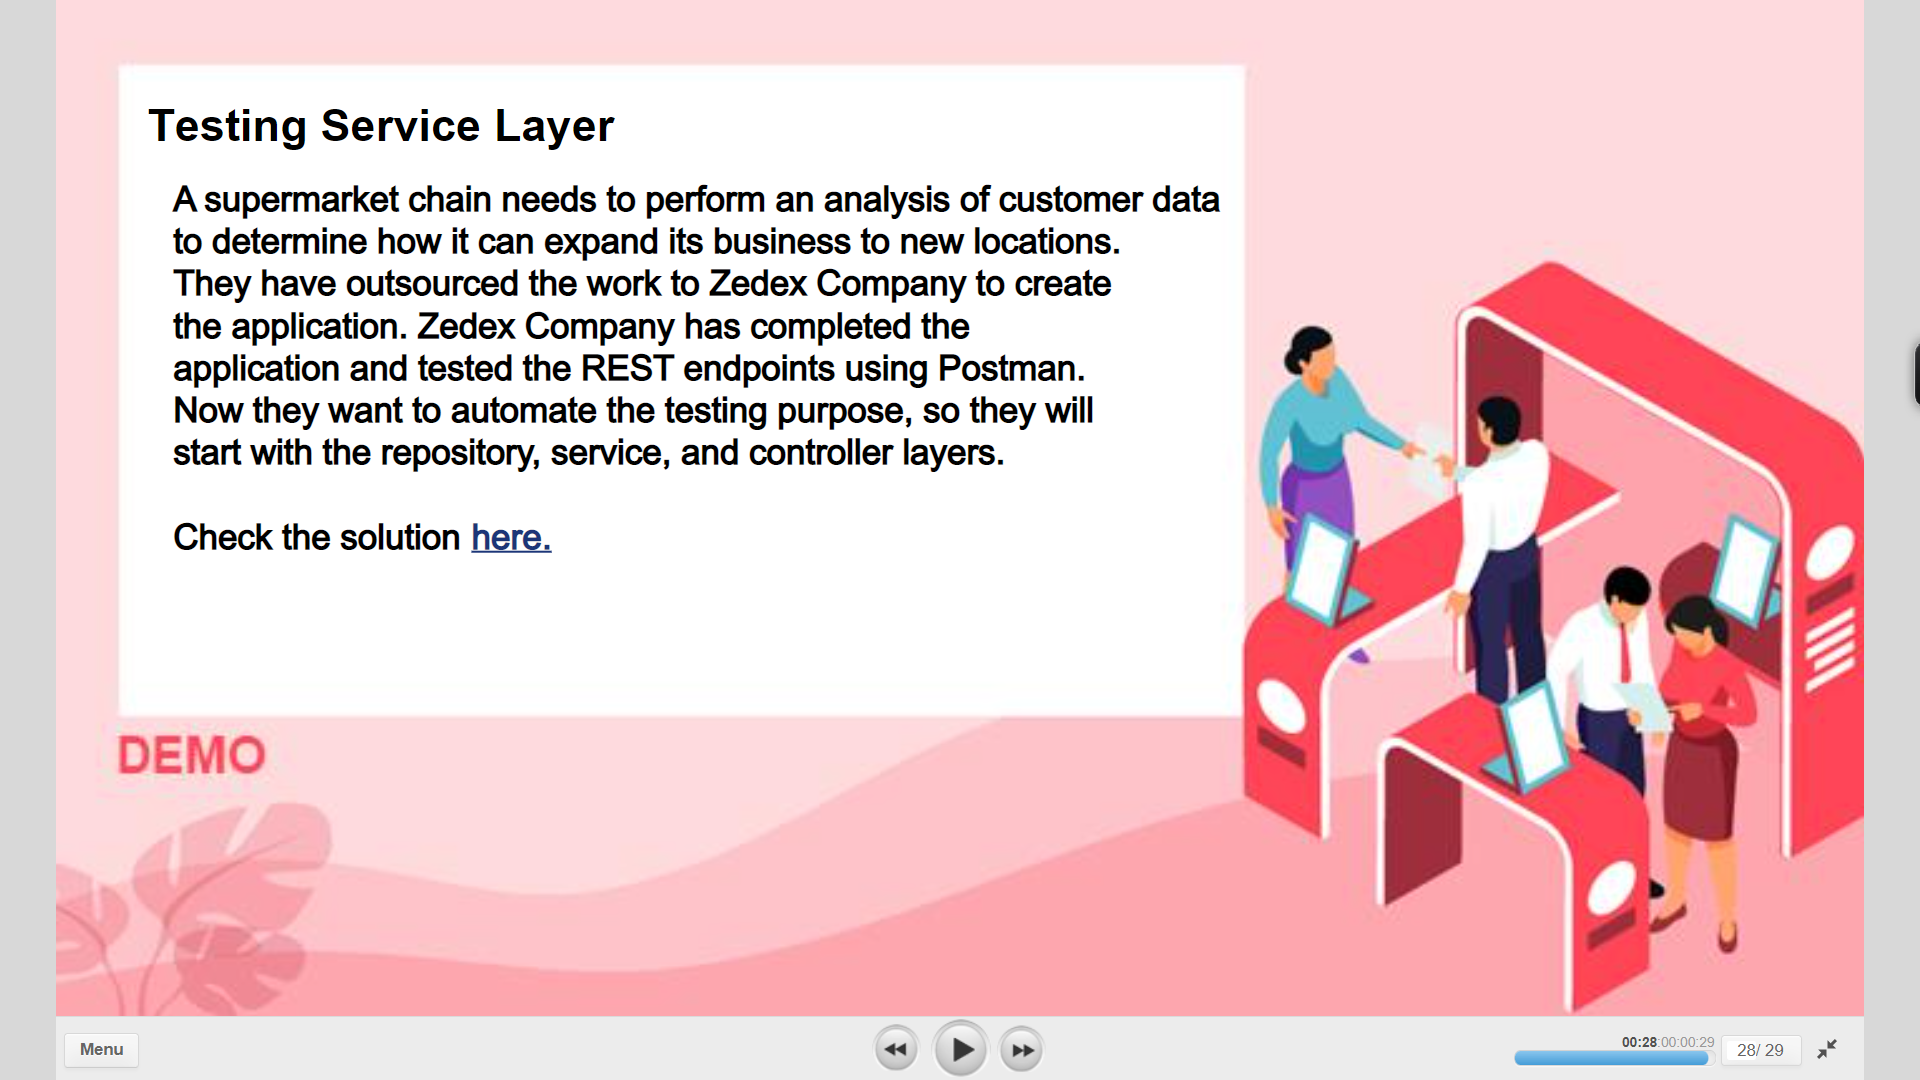 Testing Service Layer
A supermarket chain needs to perform an analysis of customer data
to determine how it can expand its business to new locations.
They have outsourced the work to Zedex Company to create
the application. Zedex Company has completed the
application and tested the REST endpoints using Postman.
Now they want to automate the testing purpose, so they will
start with the repository, service, and controller layers.
Check the solution here.
DEMO
Menu
00:28:00:00:29
28/ 29